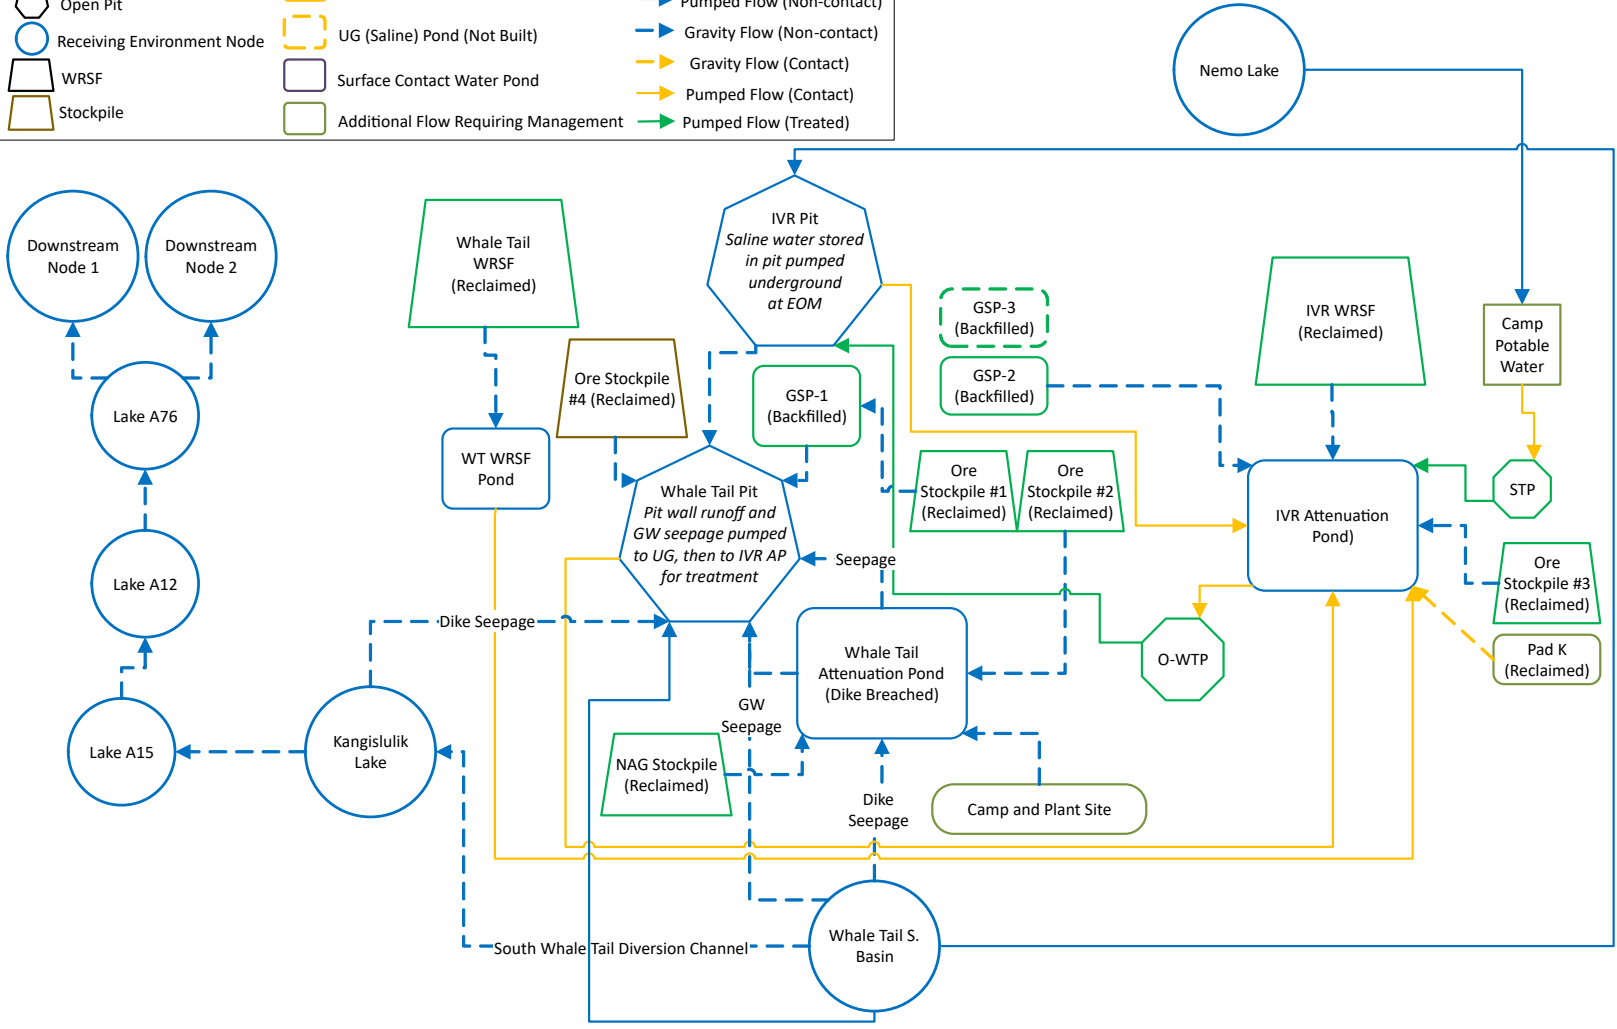 Open Pit
Receiving Environment Node
WRSF
Stockpile
UG (Saline) Pond (Not Built)
Surface Contact Water Pond
Additional Flow Requiring Management
Pumped Flow (Non-contact)
Gravity Flow (Non-contact)
Gravity Flow (Contact)
Pumped Flow (Contact)
Pumped Flow (Treated)
Nemo Lake
Downstream
Node 1
Downstream
Node 2
Whale Tail
WRSF
(Reclaimed)
IVR Pit
Saline water stored
in pit pumped
underground
at EOM
GSP-3
(Backfilled)
GSP-2
(Backfilled)
IVR WRSF
(Reclaimed)
Camp
Potable
Water
Lake A76
Ore Stockpile
#4 (Reclaimed)
GSP-1
(Backfilled)
WT WRSF
Pond
Whale Tail Pit
Pit wall runoff and
GW seepage pumped
to UG, then to IVR AP
for treatment
Ore
Stockpile #1
(Reclaimed)
Ore
Stockpile #2
(Reclaimed)
IVR Attenuation
Pond)
STP
Seepage
Lake A12
Ore
Stockpile #3
(Reclaimed)
Dike Seepage
Whale Tail
Attenuation Pond
(Dike Breached)
O-WTP
Pad K
(Reclaimed)
GW
Seepage
Lake A15
Kangislulik
Lake
NAG Stockpile
(Reclaimed)
Dike
Seepage
Camp and Plant Site
South Whale Tail Diversion Channel
Whale Tail S.
Basin